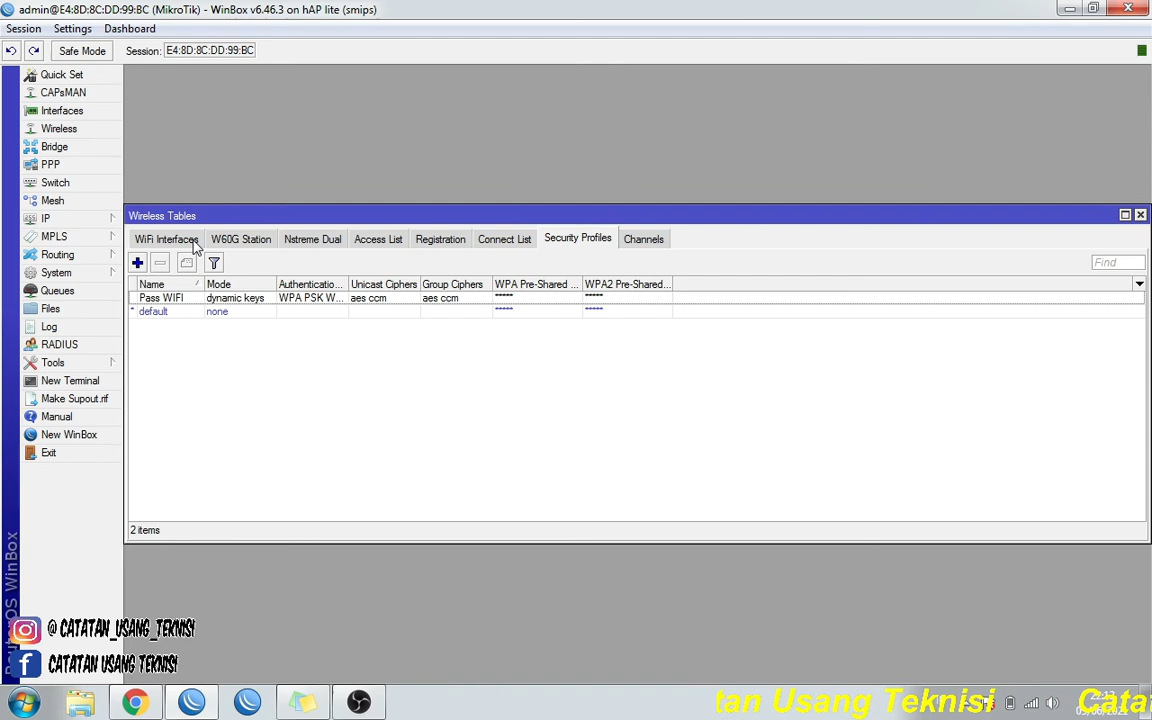 admin@E4:8D:8C:DD:99:BC (MikroTik) - WinBox v6.46.3 on hAP lite (smips)
Session Settings Dashboard
Safe Mode Session: E4:8D:8C:DD:99:BC
Quick Set
CAPsMAN
Interfaces
Wireless
Bridge
PPP
Switch
Mesh
IP
MPLS
Routing
System
Queues
Files
Log
RADIUS
Tools
New Terminal
Make Supout.rif
Manual
New WinBox
Exit
Wireless Tables
WiFi Interfaces W60G Station Nstreme Dual Access List Registration Connect List Security Profiles Channels
Find
Name Mode Authenticatio... Unicast Ciphers Group Ciphers WPA Pre-Shared ... WPA2 Pre-Shared...
Pass WIFI dynamic keys WPA PSK W... aes ccm aes ccm ***** *****
* default none ***** *****
2 items
RouterOS WinBox
@ CATATAN_USANG_TEKNISI
CATATAN USANG TEKNISI
tan Usang Teknisi Catat